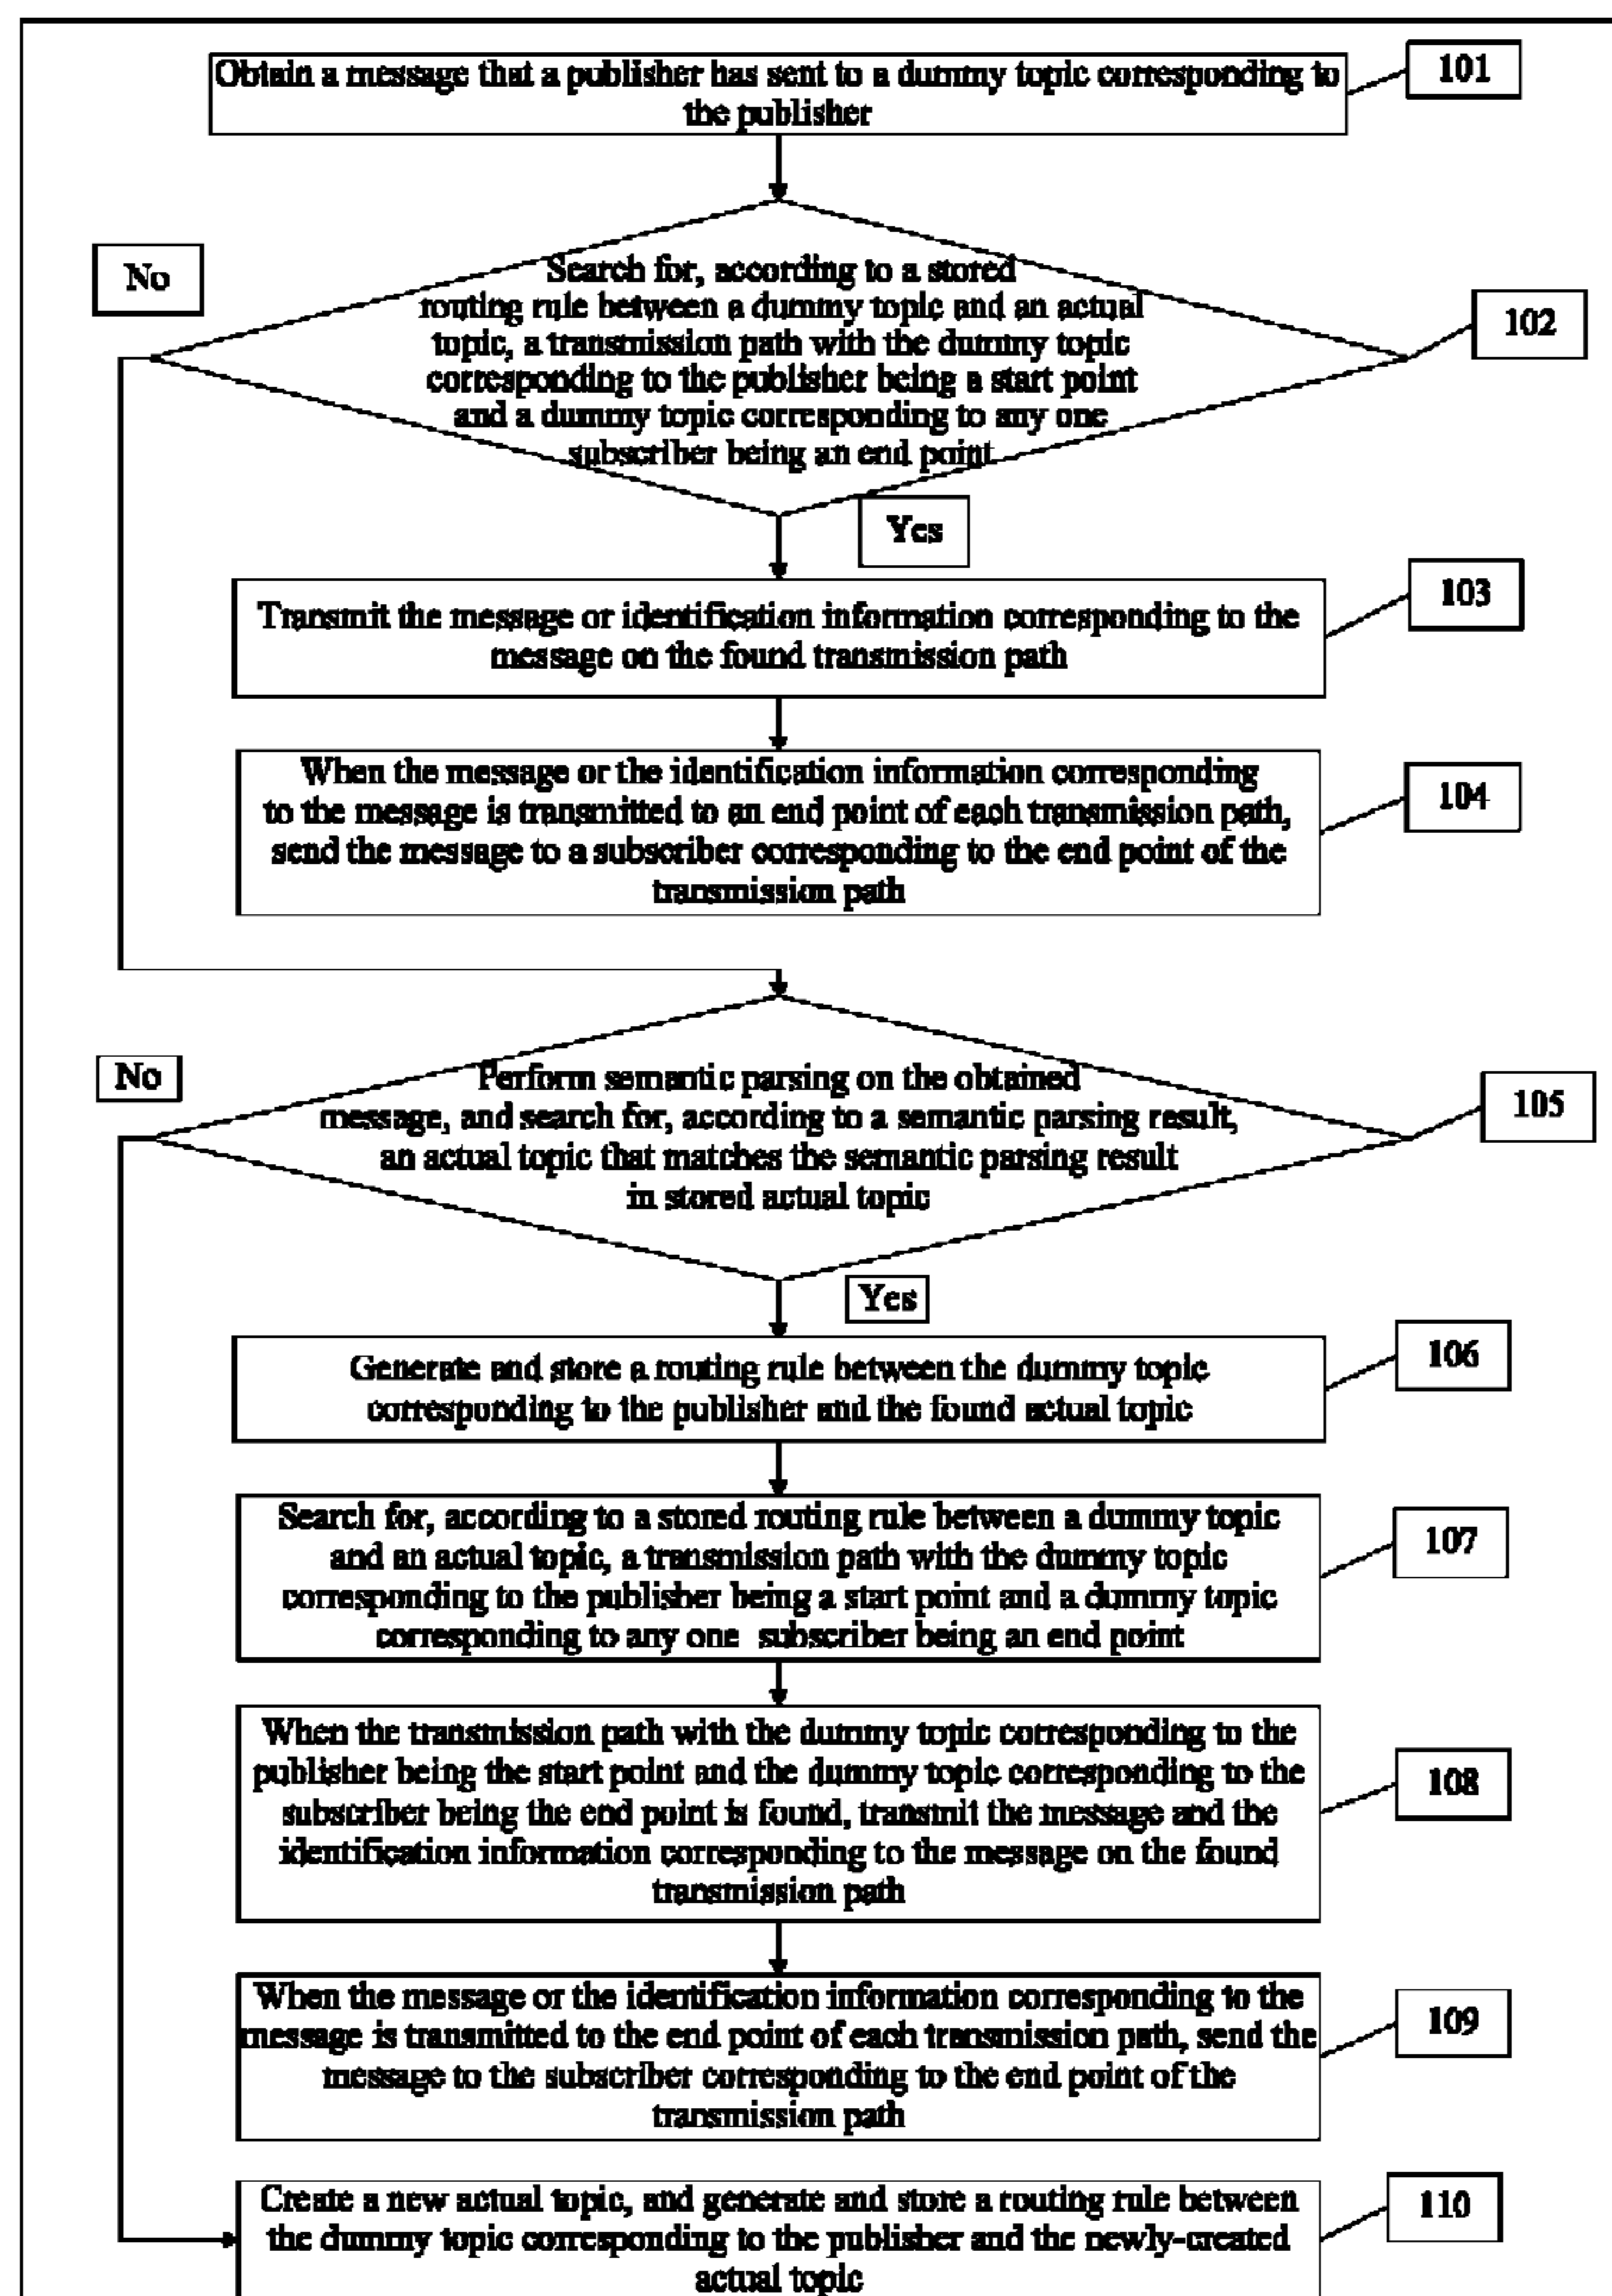 Obtain a message that a publisher has sent to a dummy topic corresponding to
the publisher
101
No
Search for, according to a stored
routing rule between a dummy topic and an actual
topic, a transmission path with the dummy topic
corresponding to the publisher being a start point
and a dummy topic corresponding to any one
subscriber being an end point
102
Yes
Transmit the message or identification information corresponding to the
message on the found transmission path
103
When the message or the identification information corresponding
to the message is transmitted to an end point of each transmission path,
send the message to a subscriber corresponding to the end point of the
transmission path
104
No
Perform semantic parsing on the obtained
message, and search for, according to a semantic parsing result,
an actual topic that matches the semantic parsing result
in stored actual topic
105
Yes
Generate and store a routing rule between the dummy topic
corresponding to the publisher and the found actual topic
106
Search for, according to a stored routing rule between a dummy topic
and an actual topic, a transmission path with the dummy topic
corresponding to the publisher being a start point and a dummy topic
corresponding to any one subscriber being an end point
107
When the transmission path with the dummy topic corresponding to the
publisher being the start point and the dummy topic corresponding to the
subscriber being the end point is found, transmit the message and the
identification information corresponding to the message on the found
transmission path
108
When the message or the identification information corresponding to the
message is transmitted to the end point of each transmission path, send the
message to the subscriber corresponding to the end point of the
transmission path
109
Create a new actual topic, and generate and store a routing rule between
the dummy topic corresponding to the publisher and the newly-created
actual topic
110